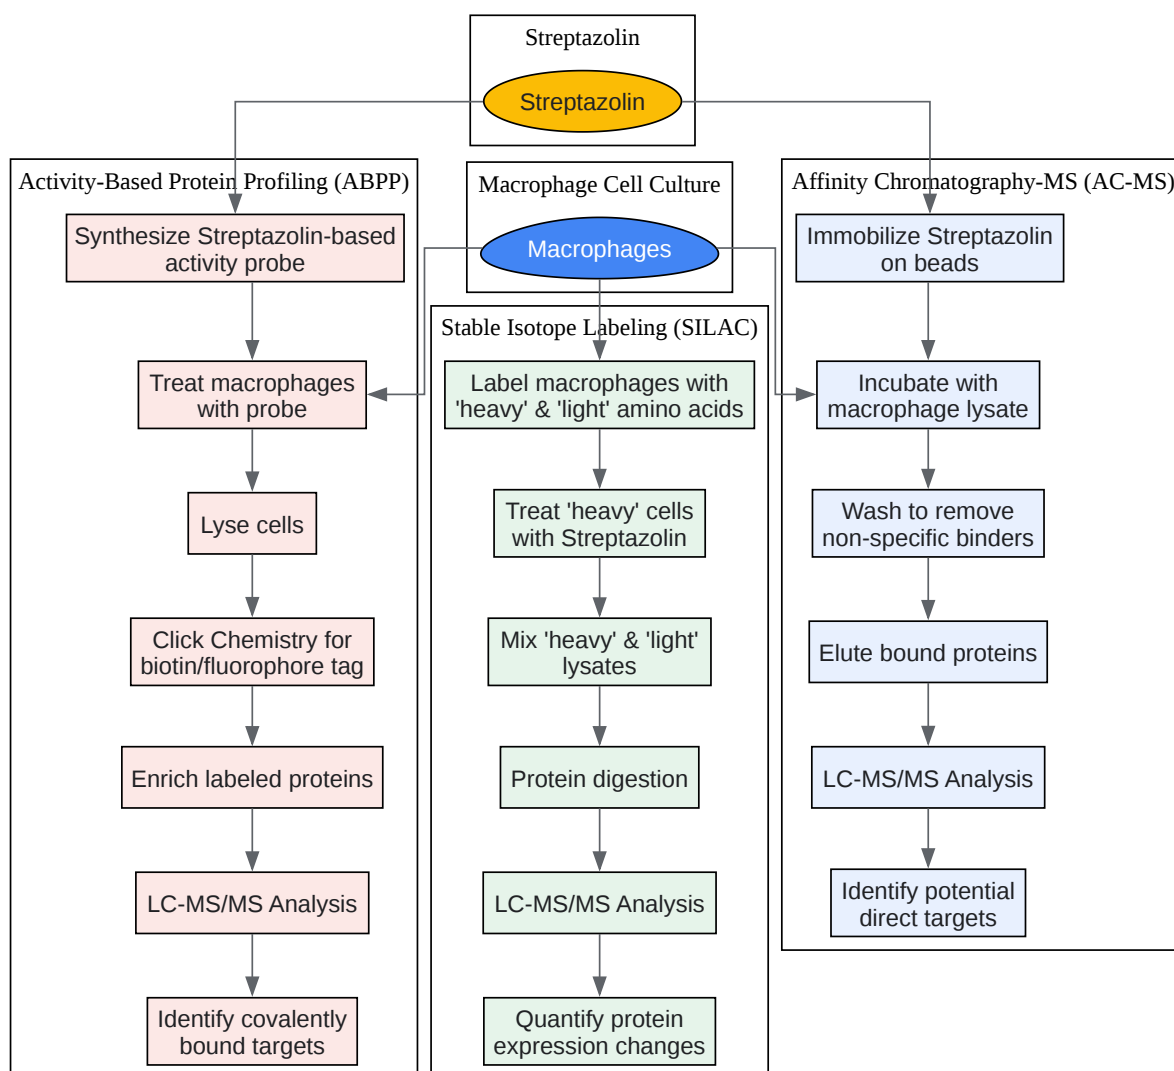 Streptazolin
Streptazolin
Activity-Based Protein Profiling (ABPP)
Synthesize Streptazolin-based
activity probe
Treat macrophages
with probe
Lyse cells
Click Chemistry for
biotin/fluorophore tag
Enrich labeled proteins
LC-MS/MS Analysis
Identify covalently
bound targets
Macrophage Cell Culture
Macrophages
Stable Isotope Labeling (SILAC)
Label macrophages with
'heavy' & 'light' amino acids
Treat 'heavy' cells
with Streptazolin
Mix 'heavy' & 'light'
lysates
Protein digestion
LC-MS/MS Analysis
Quantify protein
expression changes
Affinity Chromatography-MS (AC-MS)
Immobilize Streptazolin
on beads
Incubate with
macrophage lysate
Wash to remove
non-specific binders
Elute bound proteins
LC-MS/MS Analysis
Identify potential
direct targets